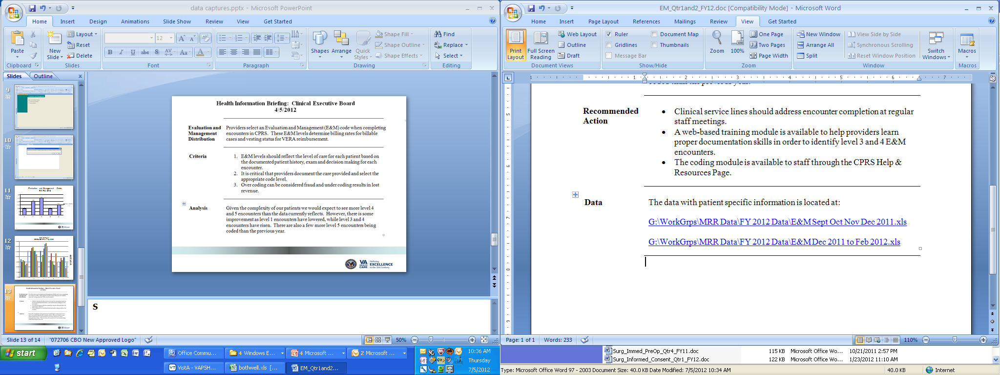 data captures.pptx - Microsoft PowerPoint
Home Insert Design Animations Slide Show Review View Get Started
Paste
Clipboard
New Slide
Layout
Reset
Delete
Slides
12
B I U abc S AV Aa A
Font
Paragraph
Shapes Arrange Quick Styles
Shape Fill
Shape Outline
Shape Effects
Drawing
Find
Replace
Select
Editing
Slides Outline
9
10
11
12
13
Health Information Briefing: Clinical Executive Board
4/5/2012
Evaluation and Management Distribution
Providers select an Evaluation and Management (E&M) code when completing
encounters in CPRS. These E&M levels determine billing rates for billable
cases and vesting status for VERA reimbursement.
Criteria
1. E&M levels should reflect the level of care for each patient based on
the documented patient history, exam and decision making for each
encounter.
2. It is critical that providers document the care provided and select the
appropriate code level.
3. Over coding can be considered fraud and under coding results in lost
revenue.
Analysis
Given the complexity of our patients we would expect to see more level 4
and 5 encounters than the data currently reflects. However, there is some
improvement as level 1 encounters have lowered, while level 3 and 4
encounters have risen. There are also a few more level 5 encounters being
coded than the previous year.
VA HEALTH CARE
Defining
EXCELLENCE
in the 21st Century
S
Slide 13 of 14 "072706 CBO New Approved Logo" 50%
EM_Qtr1and2_FY12.doc [Compatibility Mode] - Microsoft Word
Home Insert Page Layout References Mailings Review View Get Started
Print Layout
Full Screen Reading
Web Layout
Outline
Draft
Document Views
Ruler
Gridlines
Message Bar
Document Map
Thumbnails
Show/Hide
Zoom
100%
One Page
Two Pages
Page Width
Zoom
New Window
Arrange All
Split
View Side by Side
Synchronous Scrolling
Reset Window Position
Switch Windows
Window
Macros
Macros
1 1 2 3 4 5 6 7
5
6
7
8
9
Recommended Action
• Clinical service lines should address encounter completion at regular
staff meetings.
• A web-based training module is available to help providers learn
proper documentation skills in order to identify level 3 and 4 E&M
encounters.
• The coding module is available to staff through the CPRS Help &
Resources Page.
Data
The data with patient specific information is located at:
G:\WorkGrps\MRR Data\FY 2012 Data\E&M Sept Oct Nov Dec 2011.xls
G:\WorkGrps\MRR Data\FY 2012 Data\E&M Dec 2011 to Feb 2012.xls
Page: 1 of 1 Words: 233 110%
Surg_Immed_PreOp_Qtr4_FY11.doc 115 KB Microsoft Office Wo... 10/21/2011 2:57 PM
Surg_Informed_Consent_Qtr1_FY12.doc 122 KB Microsoft Office Wo... 1/23/2012 11:10 AM
Type: Microsoft Office Word 97 - 2003 Document Size: 40.0 KB Date Modified: 7/5/2012 10:34 AM 40.0 KB Internet
start
Office Commu...
4 Windows E...
4 Microsoft ...
2 Microsoft ...
VistA - VAPSH...
bothwell.xls [...
EM_Qtr1and2...
10:36 AM
Thursday
7/5/2012